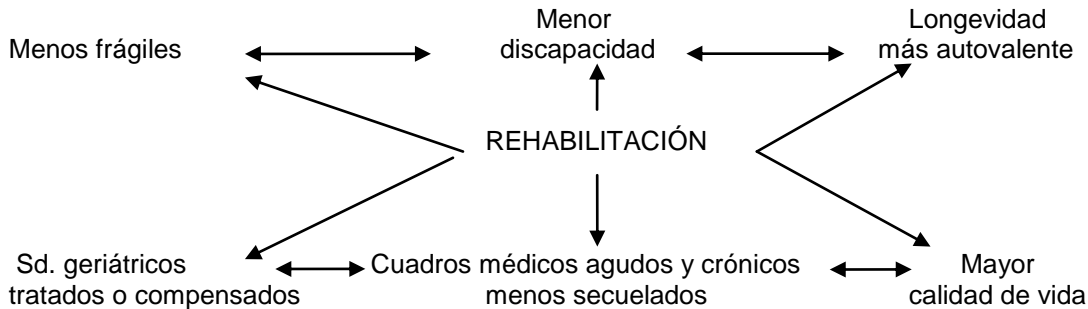 Menos frágiles
Menor
discapacidad
Longevidad
más autovalente
REHABILITACIÓN
Sd. geriátricos
tratados o compensados
Cuadros médicos agudos y crónicos
menos secuelados
Mayor
calidad de vida